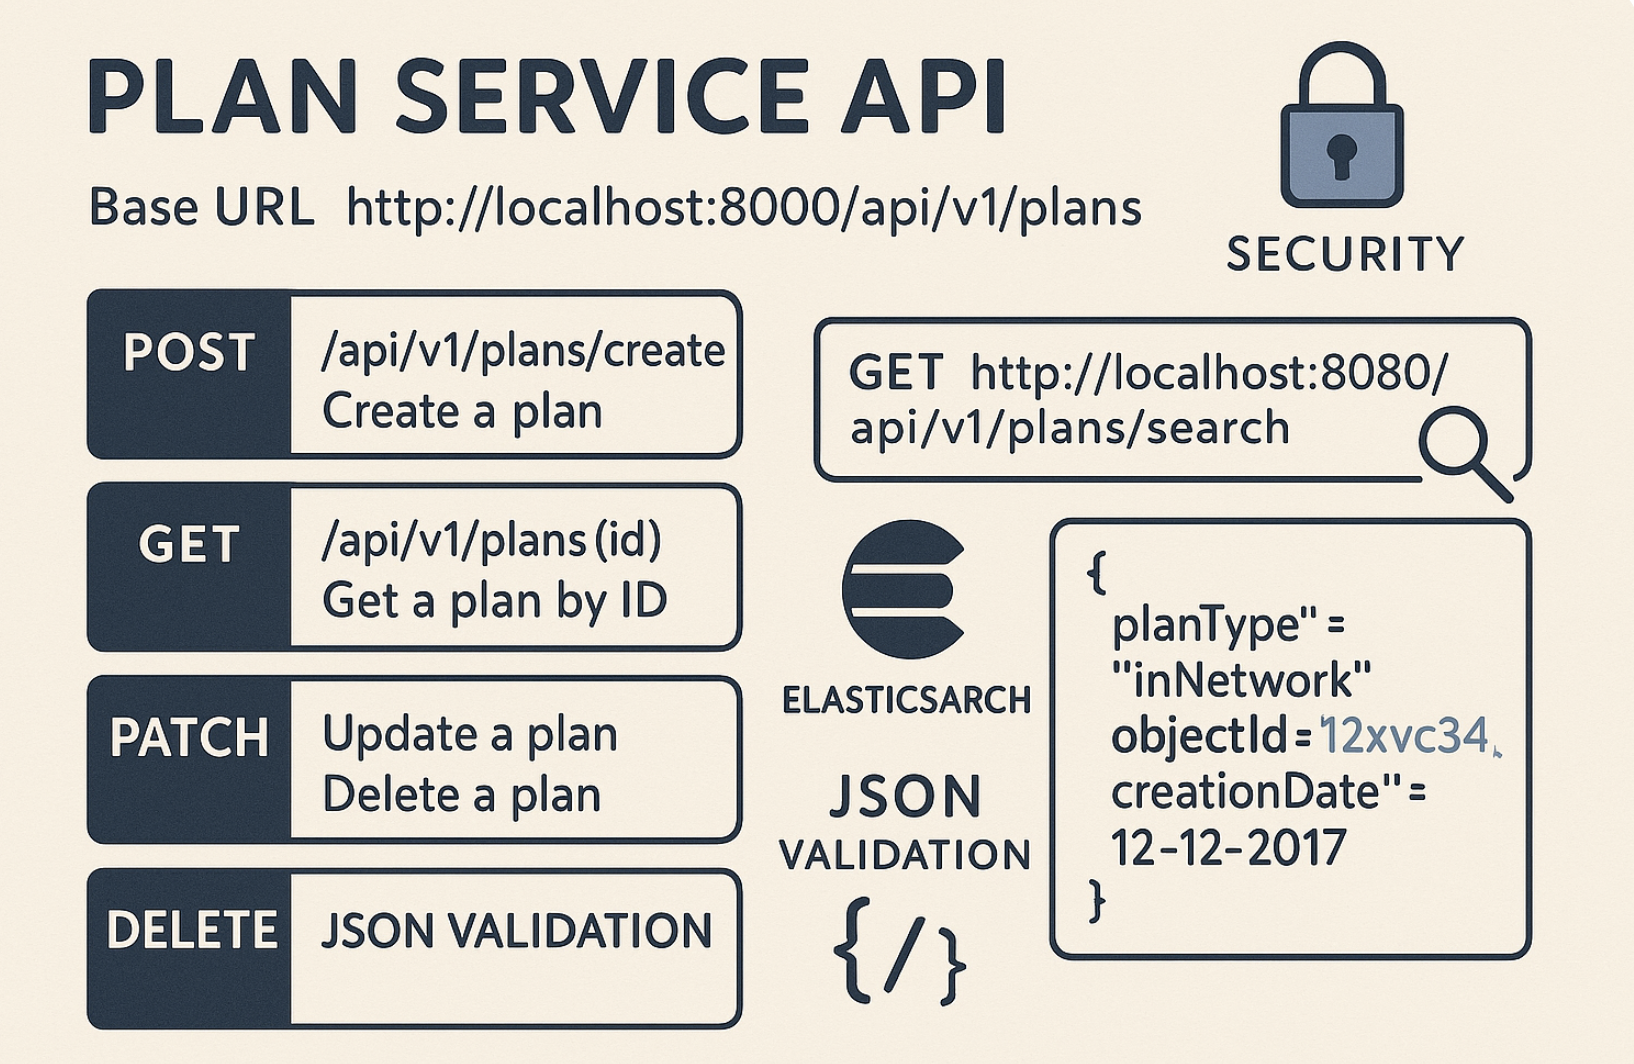 PLAN SERVICE API
Base URL http://localhost:8000/api/v1/plans
SECURITY
POST
/api/v1/plans/create
Create a plan
GET
/api/v1/plans(id)
Get a plan by ID
PATCH
Update a plan
Delete a plan
DELETE
JSON VALIDATION
GET http://localhost:8080/
api/v1/plans/search
ELASTICSARCH
JSON
VALIDATION
{/}
{
planType"=
"inNetwork"
objectId='12xvc34,
creationDate"=
12-12-2017
}